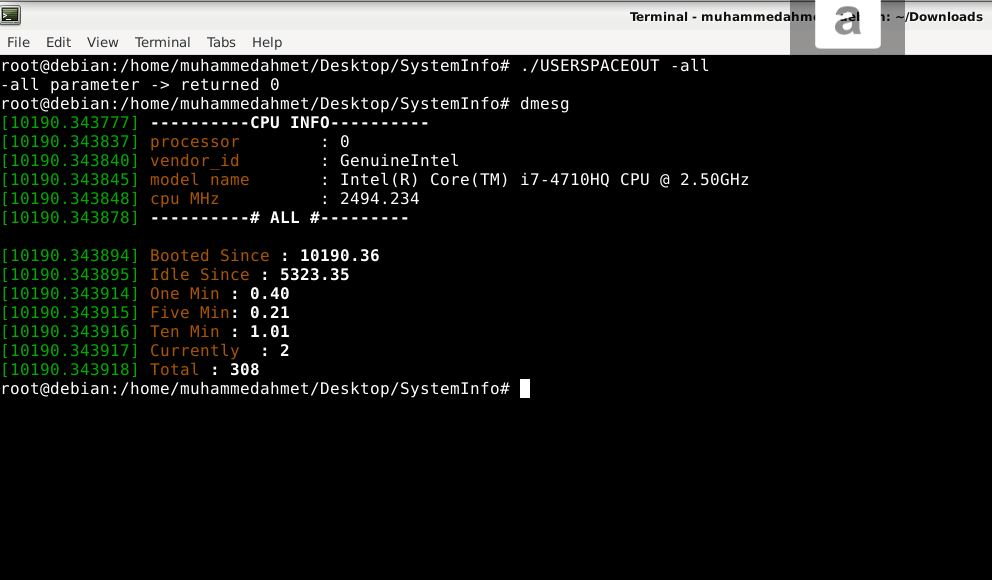 Terminal - muhammedahmet@debian: ~/Downloads
a
File Edit View Terminal Tabs Help
root@debian:/home/muhammedahmet/Desktop/SystemInfo# ./USERSPACEOUT -all
-all parameter -> returned 0
root@debian:/home/muhammedahmet/Desktop/SystemInfo# dmesg
[10190.343777] ----------CPU INFO----------
[10190.343837] processor        : 0
[10190.343840] vendor_id        : GenuineIntel
[10190.343845] model name       : Intel(R) Core(TM) i7-4710HQ CPU @ 2.50GHz
[10190.343848] cpu MHz          : 2494.234
[10190.343878] ----------# ALL #---------
[10190.343894] Booted Since : 10190.36
[10190.343895] Idle Since : 5323.35
[10190.343914] One Min : 0.40
[10190.343915] Five Min: 0.21
[10190.343916] Ten Min : 1.01
[10190.343917] Currently  : 2
[10190.343918] Total : 308
root@debian:/home/muhammedahmet/Desktop/SystemInfo#